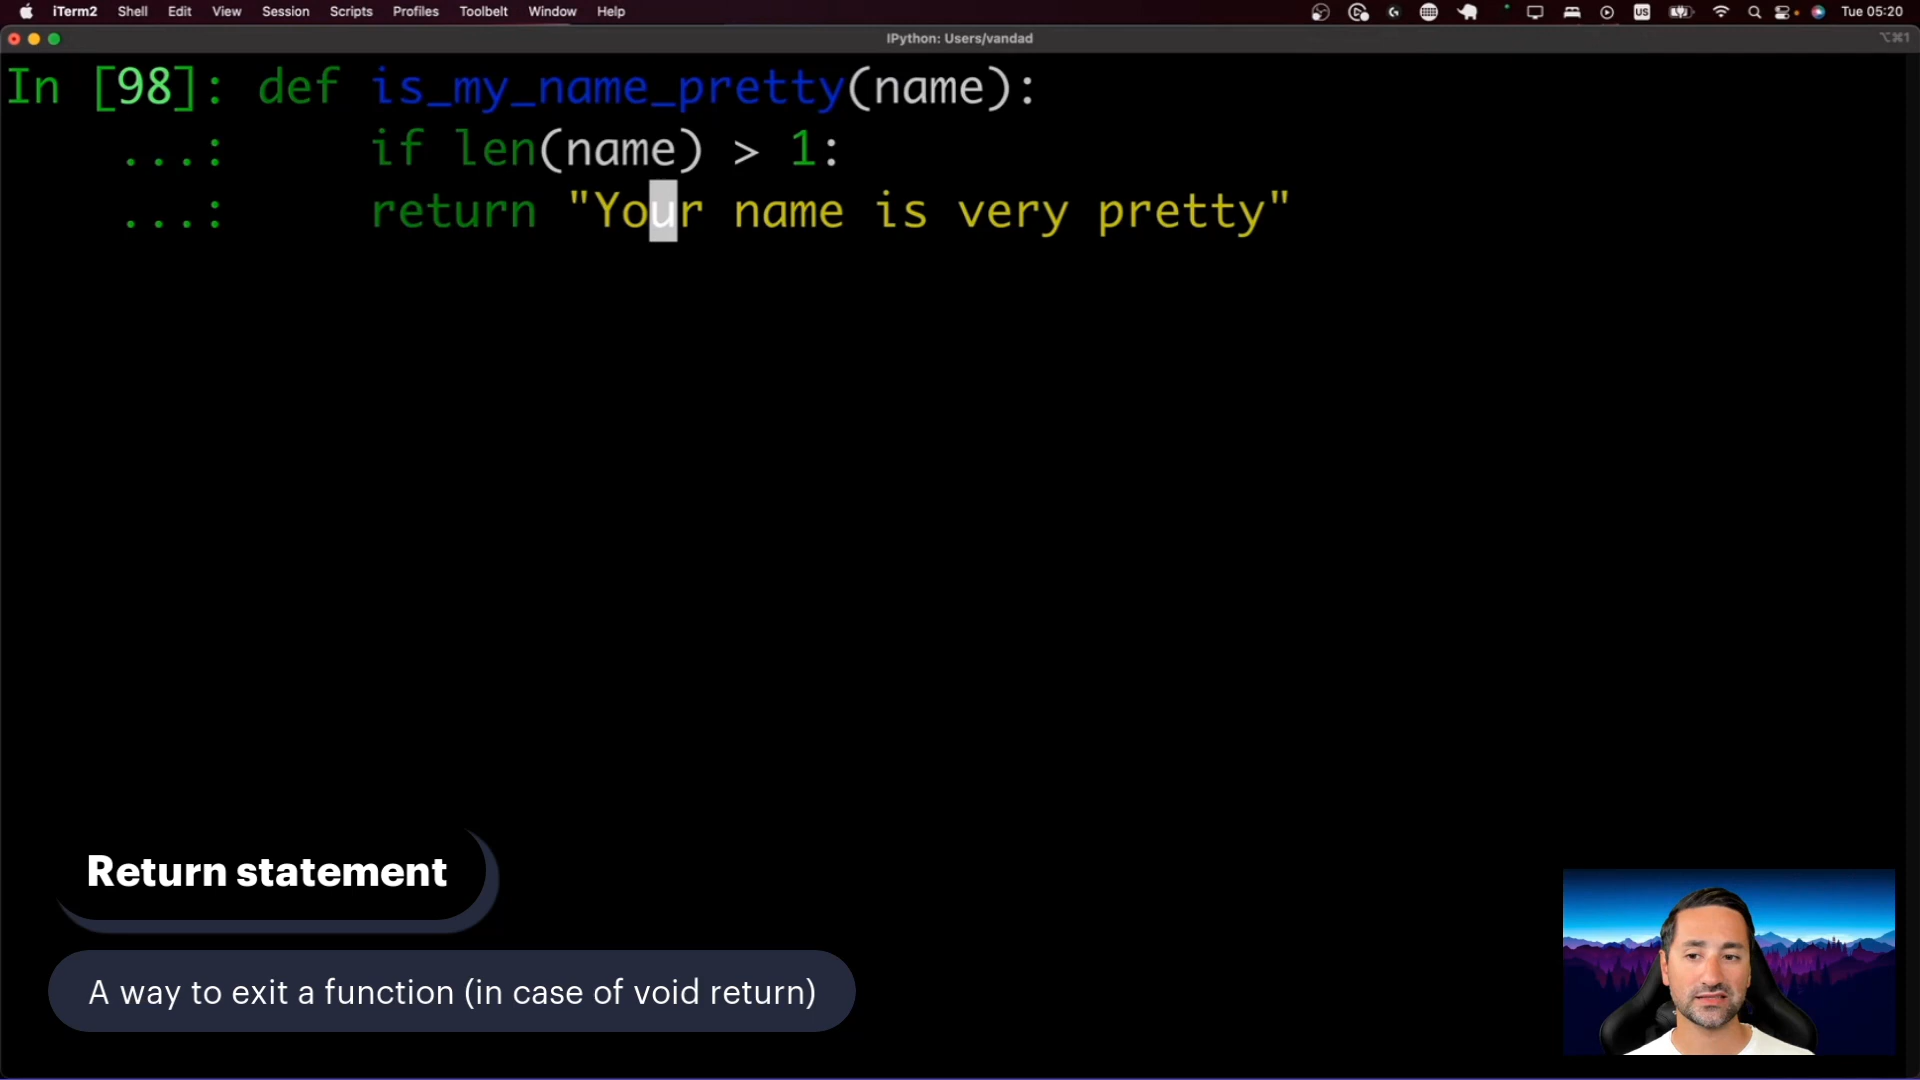 iTerm2 Shell Edit View Session Scripts Profiles Toolbelt Window Help US Tue 05:20
IPython: Users/vandad ⌥⌘1
In [98]: def is_my_name_pretty(name):
...: if len(name) > 1:
...: return "Your name is very pretty"
Return statement
A way to exit a function (in case of void return)